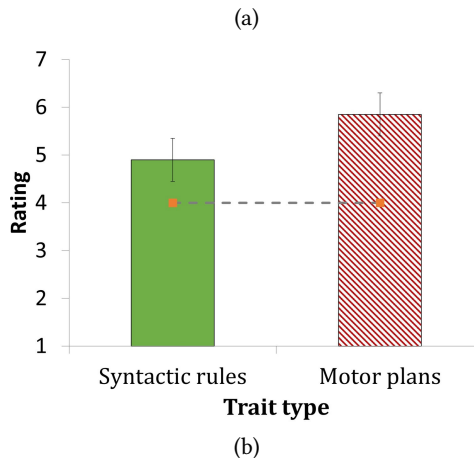 (a)
7
6
5
4
3
2
1
Rating
Syntactic rules Motor plans
Trait type
(b)